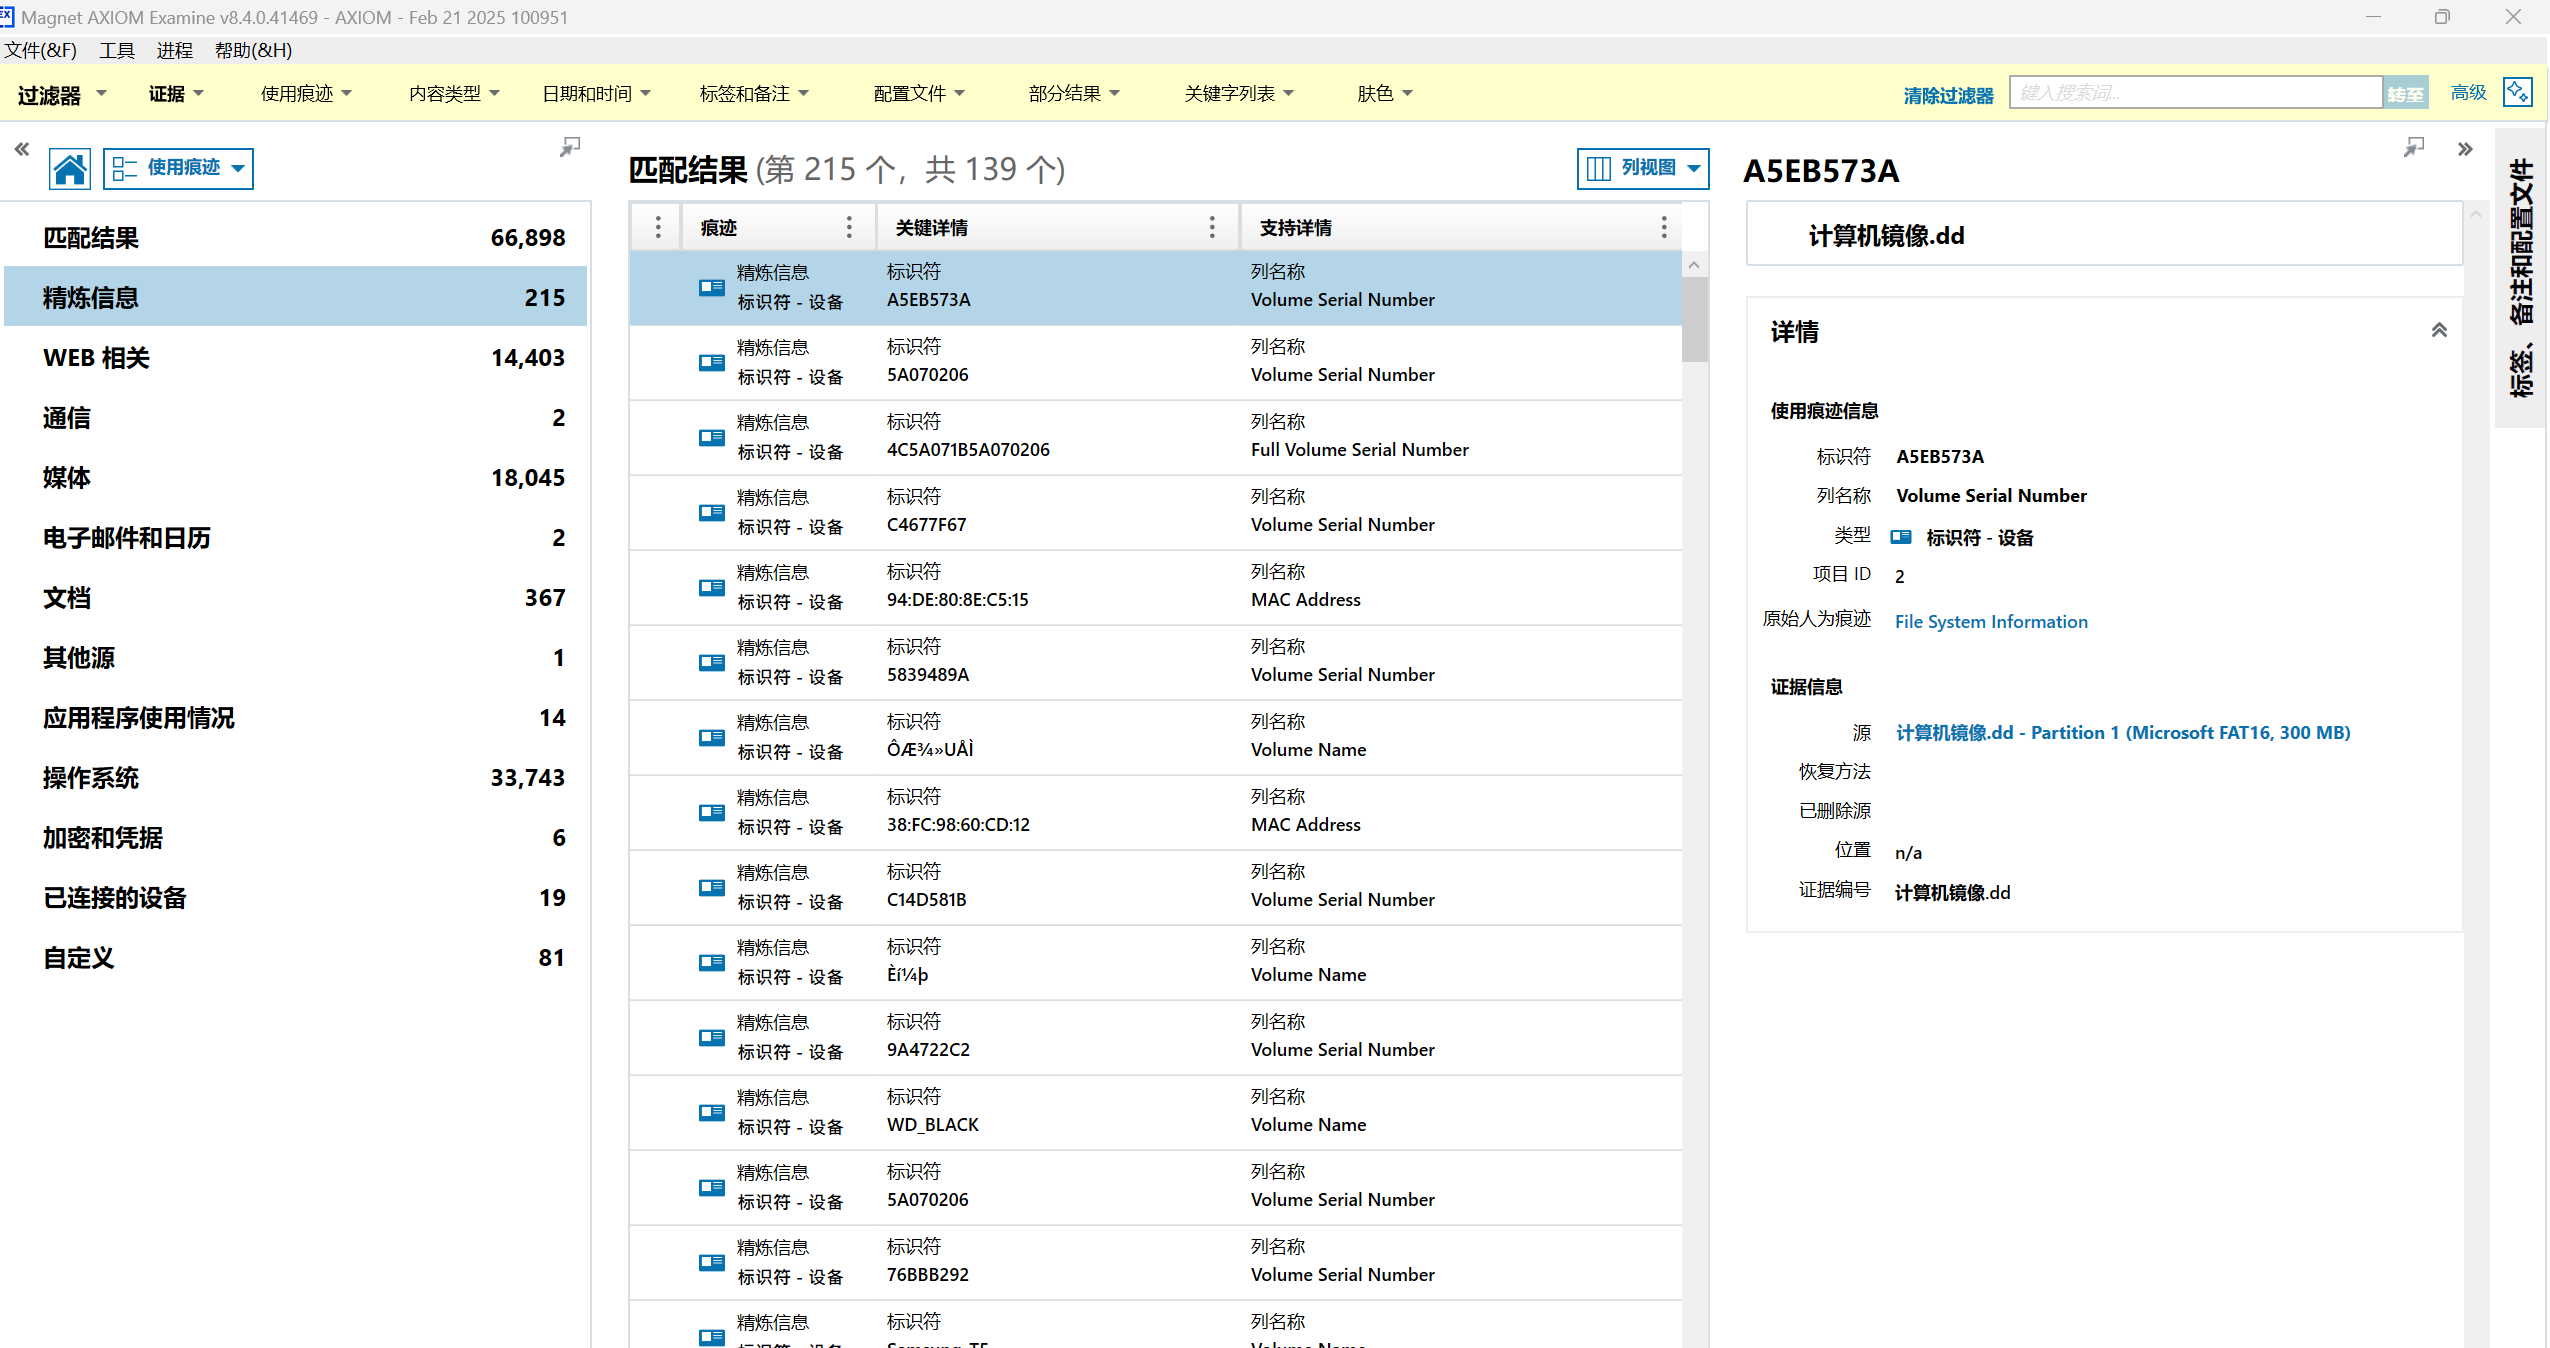 Magnet AXIOM Examine v8.4.0.41469 - AXIOM - Feb 21 2025 100951
文件(&F) 工具 进程 帮助(&H)
过滤器 证据 使用痕迹 内容类型 日期和时间 标签和备注 配置文件 部分结果 关键字列表 肤色 清除过滤器 键入搜索词... 转至 高级
使用痕迹
匹配结果 66,898
精炼信息 215
WEB 相关 14,403
通信 2
媒体 18,045
电子邮件和日历 2
文档 367
其他源 1
应用程序使用情况 14
操作系统 33,743
加密和凭据 6
已连接的设备 19
自定义 81
匹配结果 (第 215 个，共 139 个)
列视图
痕迹 关键详情 支持详情
精炼信息 标识符 列名称
标识符 - 设备 A5EB573A Volume Serial Number
精炼信息 标识符 列名称
标识符 - 设备 5A070206 Volume Serial Number
精炼信息 标识符 列名称
标识符 - 设备 4C5A071B5A070206 Full Volume Serial Number
精炼信息 标识符 列名称
标识符 - 设备 C4677F67 Volume Serial Number
精炼信息 标识符 列名称
标识符 - 设备 94:DE:80:8E:C5:15 MAC Address
精炼信息 标识符 列名称
标识符 - 设备 5839489A Volume Serial Number
精炼信息 标识符 列名称
标识符 - 设备 ÔÆ¾»UÅÌ Volume Name
精炼信息 标识符 列名称
标识符 - 设备 38:FC:98:60:CD:12 MAC Address
精炼信息 标识符 列名称
标识符 - 设备 C14D581B Volume Serial Number
精炼信息 标识符 列名称
标识符 - 设备 Èí¼þ Volume Name
精炼信息 标识符 列名称
标识符 - 设备 9A4722C2 Volume Serial Number
精炼信息 标识符 列名称
标识符 - 设备 WD_BLACK Volume Name
精炼信息 标识符 列名称
标识符 - 设备 5A070206 Volume Serial Number
精炼信息 标识符 列名称
标识符 - 设备 76BBB292 Volume Serial Number
精炼信息 标识符 列名称
A5EB573A
计算机镜像.dd
详情
使用痕迹信息
标识符 A5EB573A
列名称 Volume Serial Number
类型 标识符 - 设备
项目 ID 2
原始人为痕迹 File System Information
证据信息
源 计算机镜像.dd - Partition 1 (Microsoft FAT16, 300 MB)
恢复方法
已删除源
位置 n/a
证据编号 计算机镜像.dd
标签、备注和配置文件